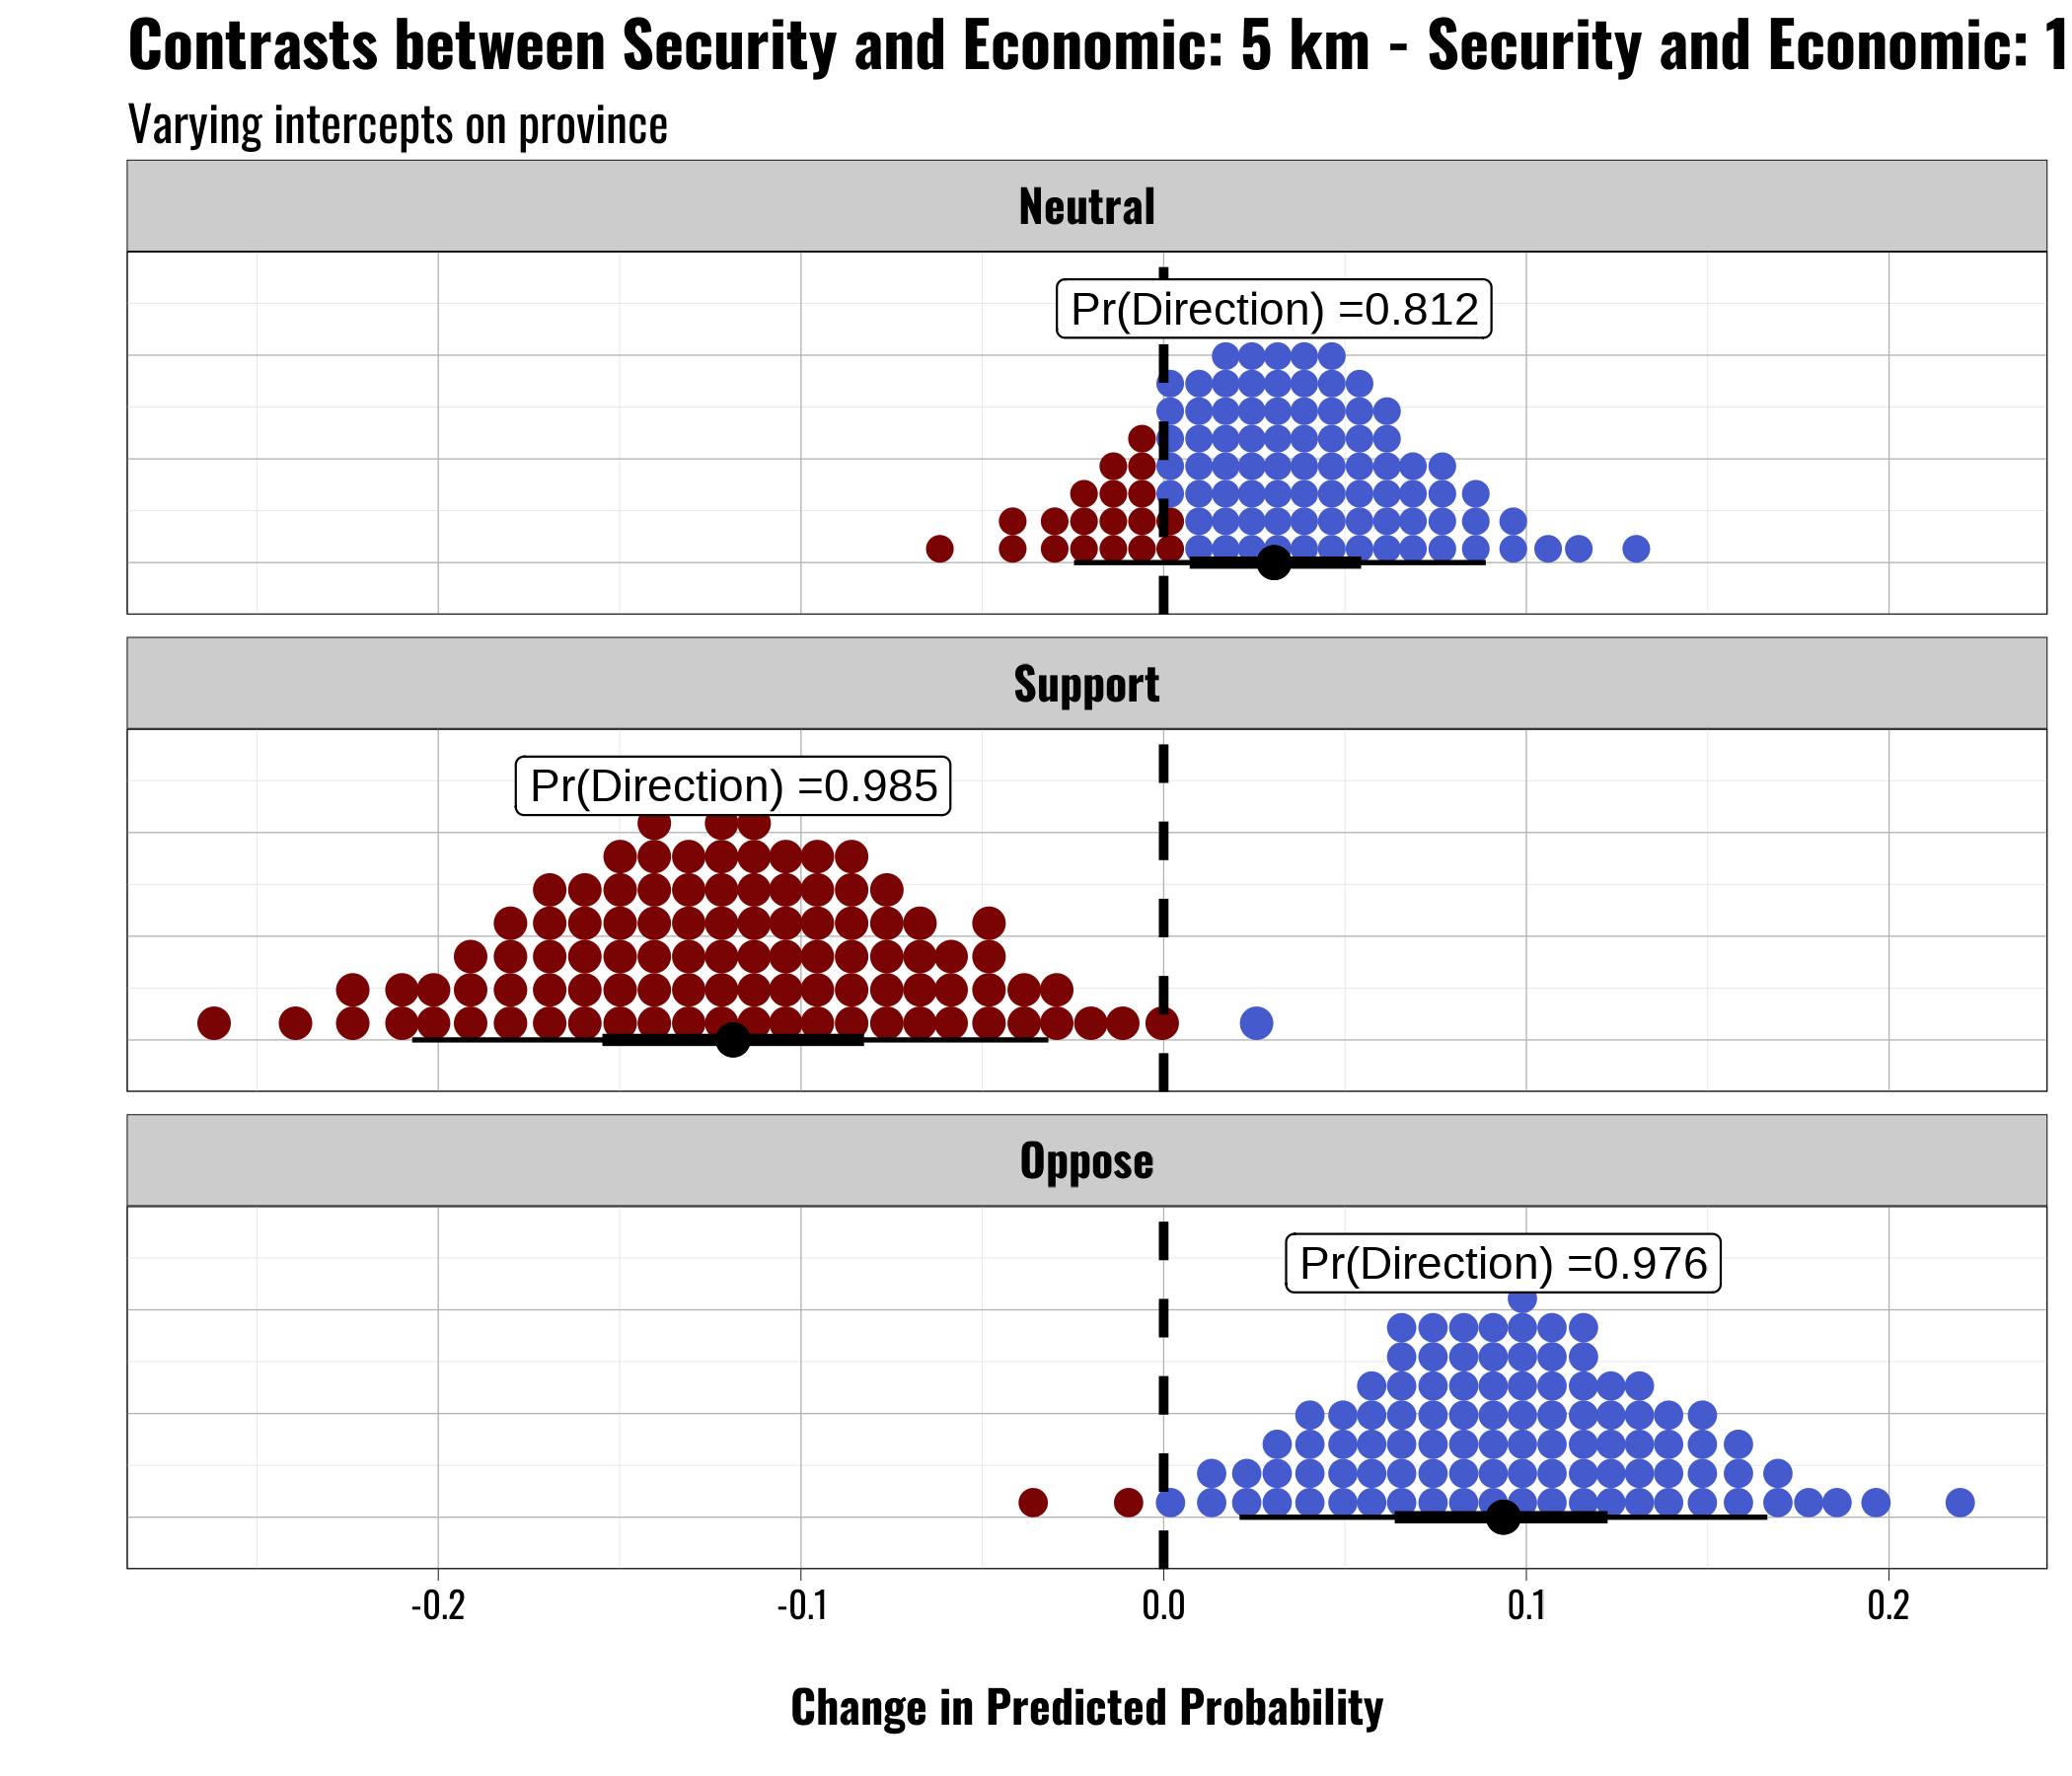 Contrasts between Security and Economic: 5 km - Security and Economic: 1
Varying intercepts on province
Neutral
Pr(Direction) =0.812
Support
Pr(Direction) =0.985
Oppose
Pr(Direction) =0.976
-0.2 -0.1 0.0 0.1 0.2
Change in Predicted Probability